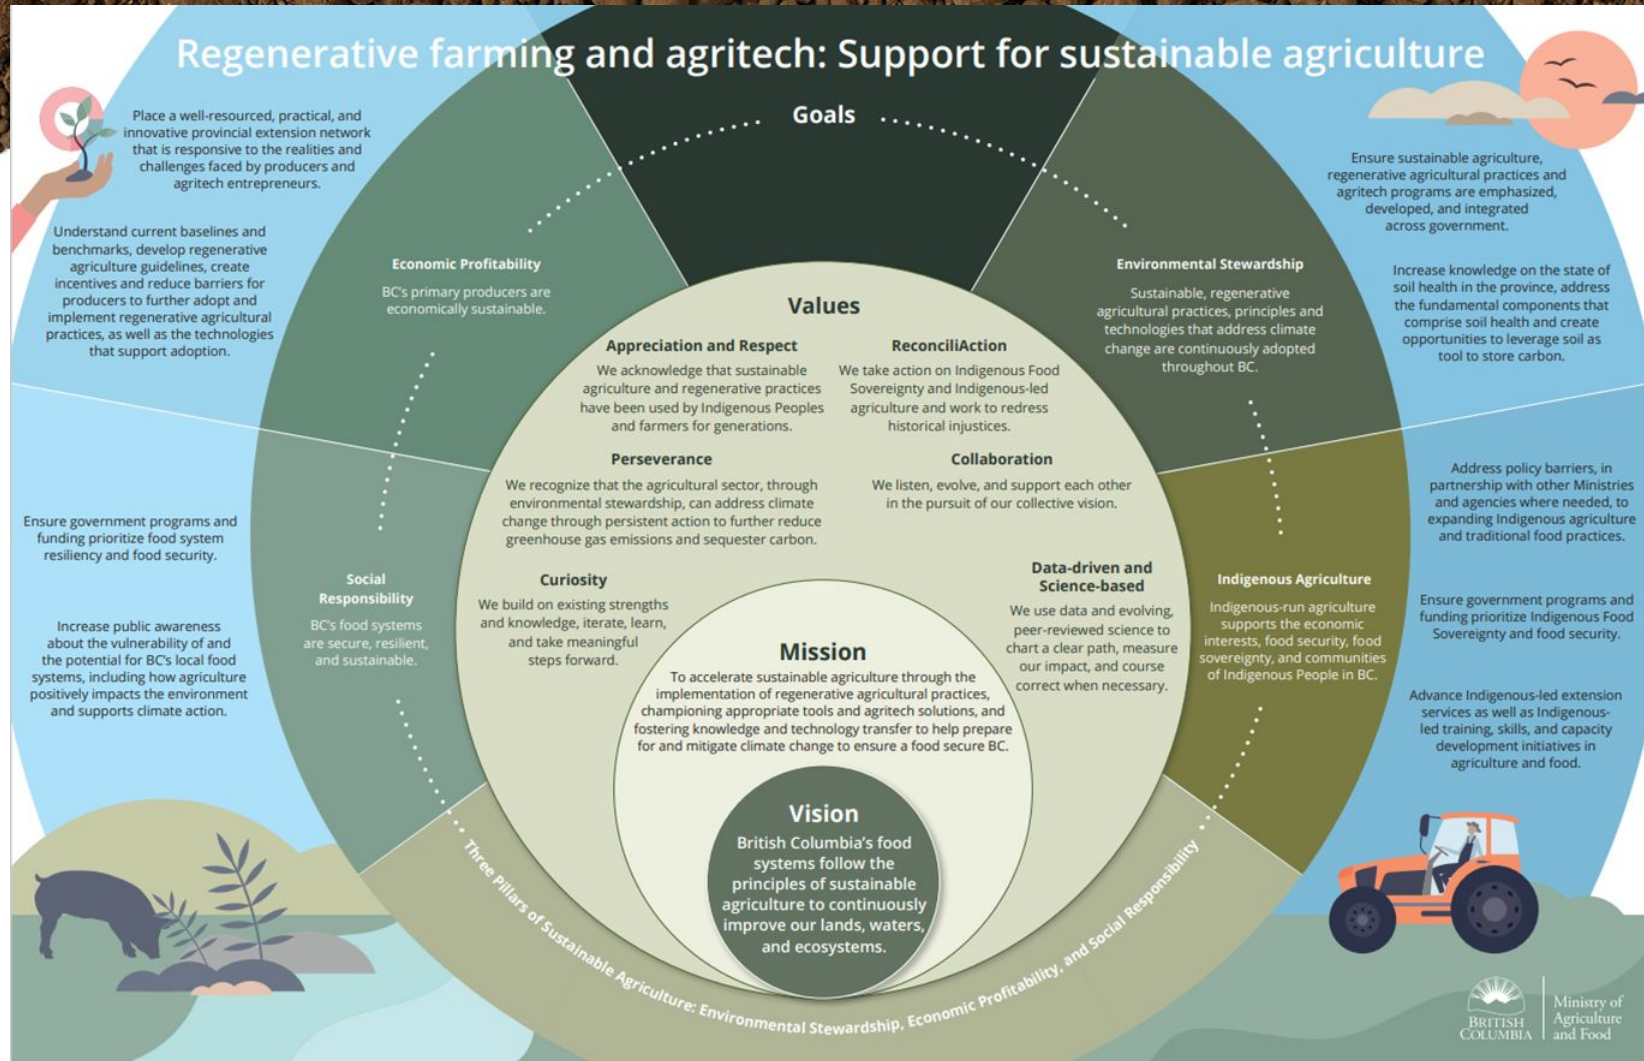 Regenerative farming and agritech: Support for sustainable agriculture
Goals
Place a well-resourced, practical, and
innovative provincial extension network
that is responsive to the realities and
challenges faced by producers and
agritech entrepreneurs.
Understand current baselines and
benchmarks, develop regenerative
agriculture guidelines, create
incentives and reduce barriers for
producers to further adopt and
implement regenerative agricultural
practices, as well as the technologies
that support adoption.
Economic Profitability
BC's primary producers are
economically sustainable.
Environmental Stewardship
Sustainable, regenerative
agricultural practices, principles and
technologies that address climate
change are continuously adopted
throughout BC.
Ensure sustainable agriculture,
regenerative agricultural practices and
agritech programs are emphasized,
developed, and integrated
across government.
Increase knowledge on the state of
soil health in the province, address
the fundamental components that
comprise soil health and create
opportunities to leverage soil as
tool to store carbon.
Values
Appreciation and Respect
We acknowledge that sustainable
agriculture and regenerative practices
have been used by Indigenous Peoples
and farmers for generations.
ReconciliAction
We take action on Indigenous Food
Sovereignty and Indigenous-led
agriculture and work to redress
historical injustices.
Perseverance
We recognize that the agricultural sector, through
environmental stewardship, can address climate
change through persistent action to further reduce
greenhouse gas emissions and sequester carbon.
Collaboration
We listen, evolve, and support each other
in the pursuit of our collective vision.
Curiosity
We build on existing strengths
and knowledge, iterate, learn,
and take meaningful
steps forward.
Data-driven and
Science-based
We use data and evolving,
peer-reviewed science to
chart a clear path, measure
our impact, and course
correct when necessary.
Ensure government programs and
funding prioritize food system
resiliency and food security.
Increase public awareness
about the vulnerability of and
the potential for BC's local food
systems, including how agriculture
positively impacts the environment
and supports climate action.
Social
Responsibility
BC's food systems
are secure, resilient,
and sustainable.
Indigenous Agriculture
Indigenous-run agriculture
supports the economic
interests, food security, food
sovereignty, and communities
of Indigenous People in BC.
Address policy barriers, in
partnership with other Ministries
and agencies where needed, to
expanding Indigenous agriculture
and traditional food practices.
Ensure government programs and
funding prioritize Indigenous Food
Sovereignty and food security.
Advance Indigenous-led extension
services as well as Indigenous-
led training, skills, and capacity
development initiatives in
agriculture and food.
Mission
To accelerate sustainable agriculture through the
implementation of regenerative agricultural practices,
championing appropriate tools and agritech solutions, and
fostering knowledge and technology transfer to help prepare
for and mitigate climate change to ensure a food secure BC.
Vision
British Columbia's food
systems follow the
principles of sustainable
agriculture to continuously
improve our lands, waters,
and ecosystems.
Three Pillars of Sustainable Agriculture: Environmental Stewardship, Economic Profitability, and Social Responsibility
BRITISH
COLUMBIA
Ministry of
Agriculture
and Food